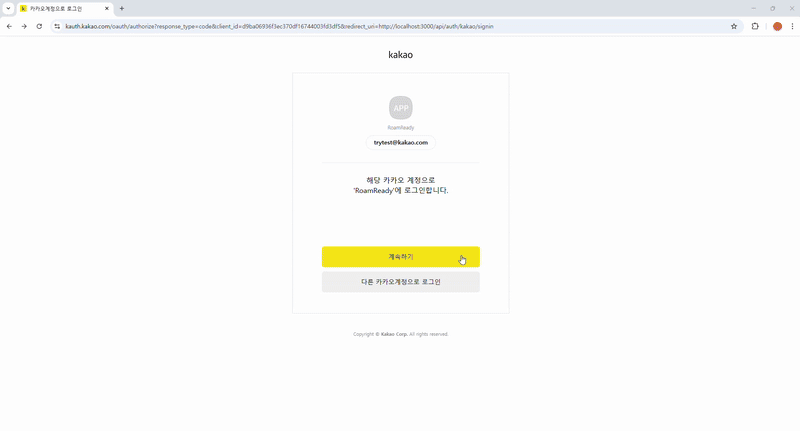 카카오계정으로 로그인
kauth.kakao.com/oauth/authorize?response_type=code&client_id=d9ba06936f3ec370df16744003fd3df5&redirect_uri=http://localhost:3000/api/auth/kakao/signin
kakao
APP
RoamReady
trytest@kakao.com
해당 카카오 계정으로
'RoamReady'에 로그인합니다.
계속하기
다른 카카오계정으로 로그인
Copyright © Kakao Corp. All rights reserved.